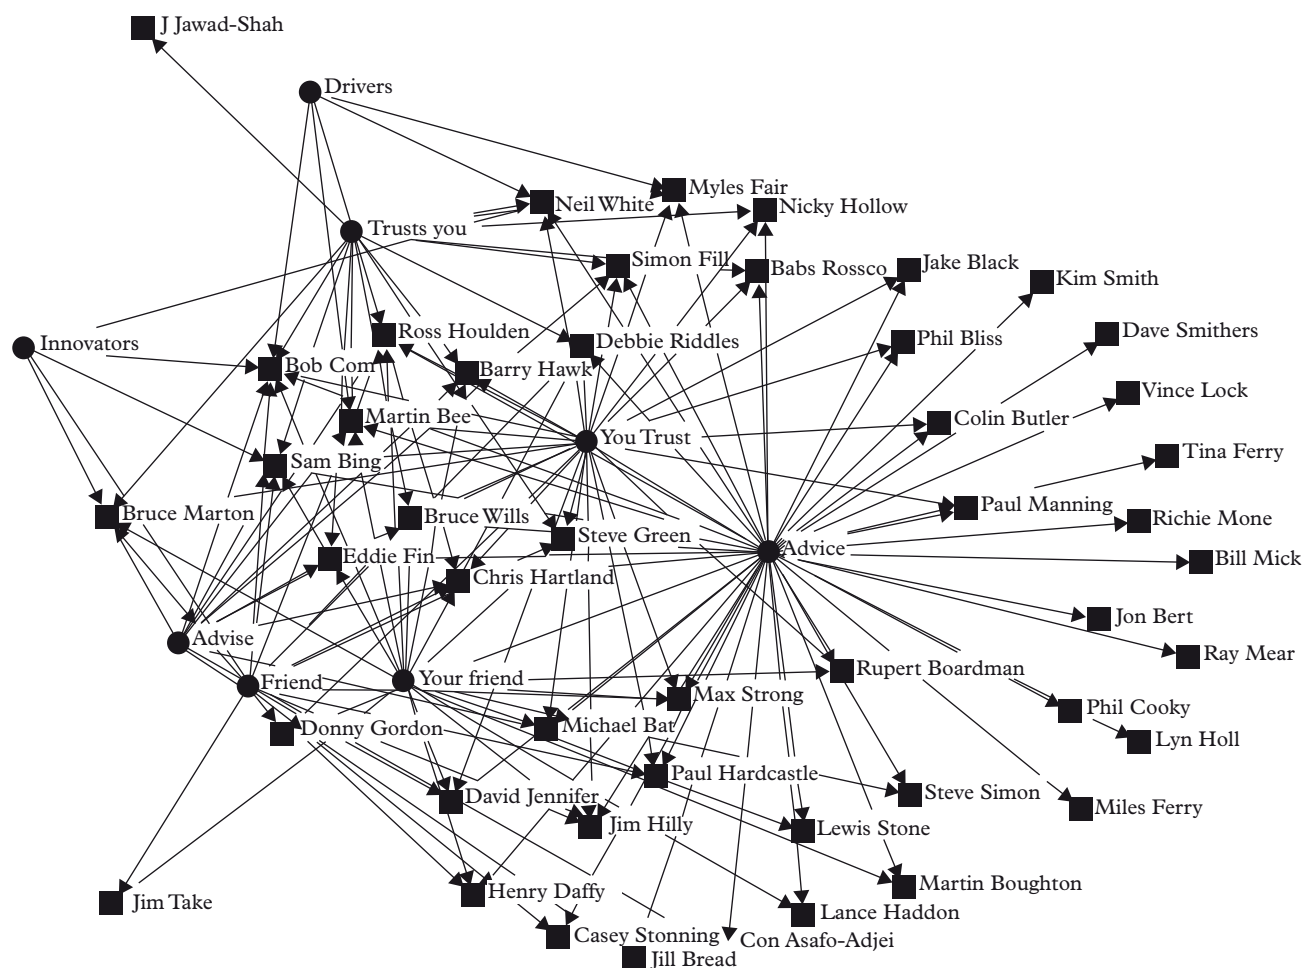 J Jawad-Shah
Drivers
Myles Fair
Neil White
Nicky Hollow
Trusts you
Simon Fill
Babs Rossco
Jake Black
Kim Smith
Ross Houlden
Debbie Riddles
Phil Bliss
Dave Smithers
Innovators
Bob Com
Barry Hawk
Vince Lock
Martin Bee
Colin Butler
You Trust
Tina Ferry
Sam Bing
Paul Manning
Bruce Marton
Bruce Wills
Richie Mone
Steve Green
Advice
Eddie Fin
Bill Mick
Chris Hartland
Jon Bert
Advise
Ray Mear
Rupert Boardman
Friend
Your friend
Max Strong
Phil Cooky
Donny Gordon
Michael Bat
Lyn Holl
Paul Hardcastle
Steve Simon
David Jennifer
Miles Ferry
Jim Hilly
Lewis Stone
Henry Daffy
Martin Boughton
Jim Take
Lance Haddon
Casey Stonning
Con Asafo-Adjei
Jill Bread